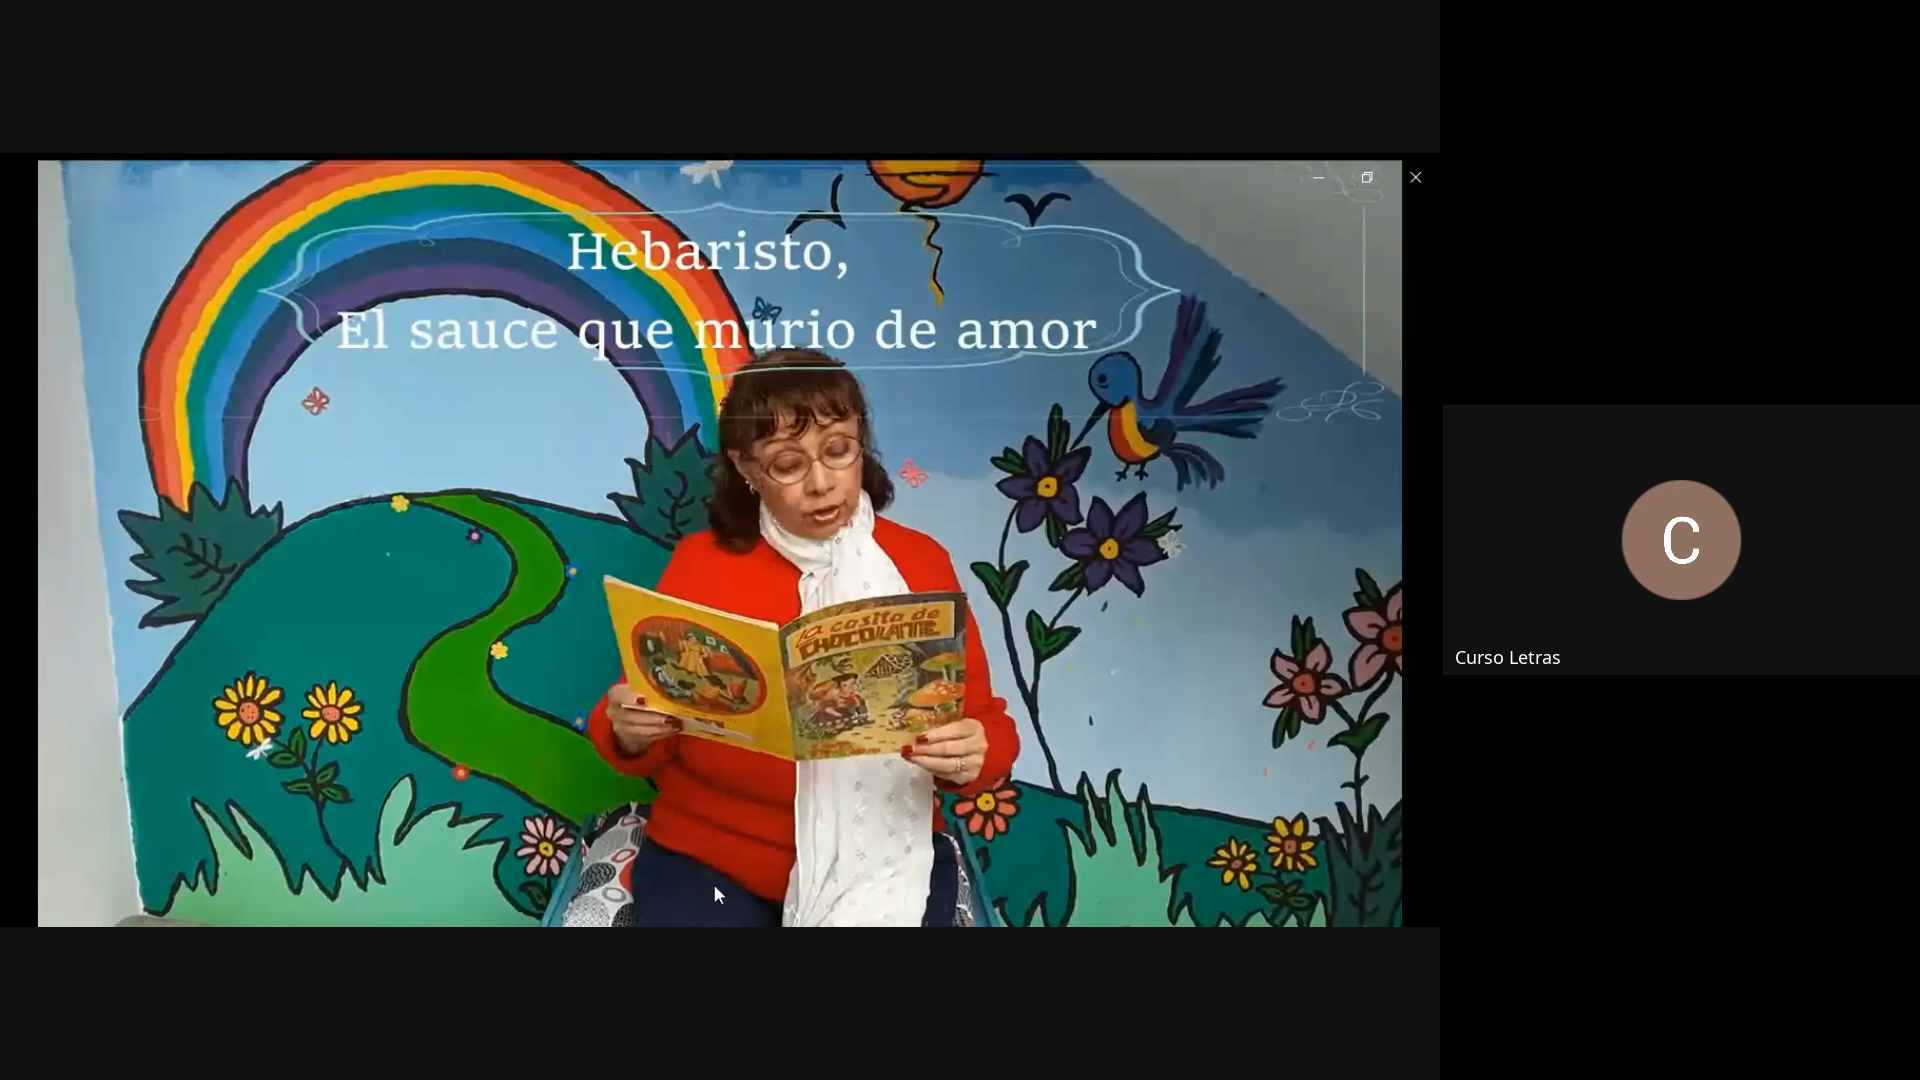 Hebaristo,
El sauce que murio de amor
la casita de
CHOCOLATE
C
Curso Letras